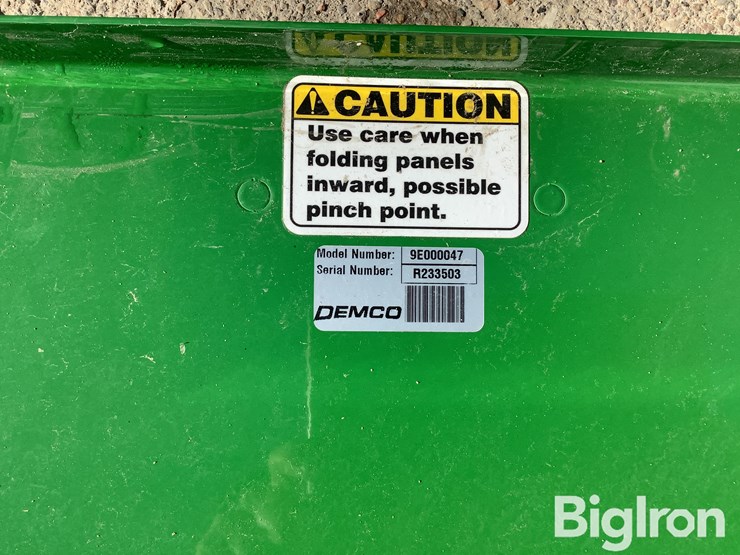 CAUTION
Use care when
folding panels
inward, possible
pinch point.
Model Number: 9E000047
Serial Number: R233503
DEMCO
BigIron